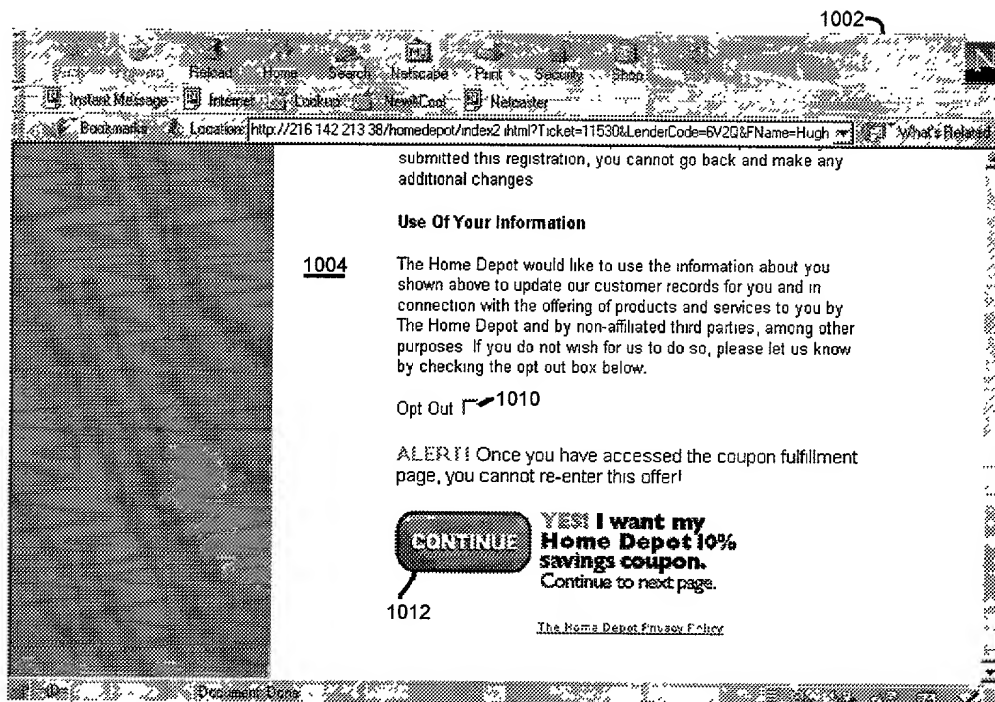 1002
Reload Home Search Netscape Print Security Shop
Instant Message Internet Lookup New&Cool Netcaster
Bookmarks Location: http://216 142 213 38/homedepot/index2 ihtml?Ticket=11530&LenderCode=6V2Q&FName=Hugh What's Related
submitted this registration, you cannot go back and make any
additional changes
Use Of Your Information
1004
The Home Depot would like to use the information about you
shown above to update our customer records for you and in
connection with the offering of products and services to you by
The Home Depot and by non-affiliated third parties, among other
purposes If you do not wish for us to do so, please let us know
by checking the opt out box below.
Opt Out 1010
ALERT! Once you have accessed the coupon fulfillment
page, you cannot re-enter this offer!
CONTINUE
YES! I want my
Home Depot 10%
savings coupon.
Continue to next page.
1012
The Home Depot Privacy Policy
Document Done